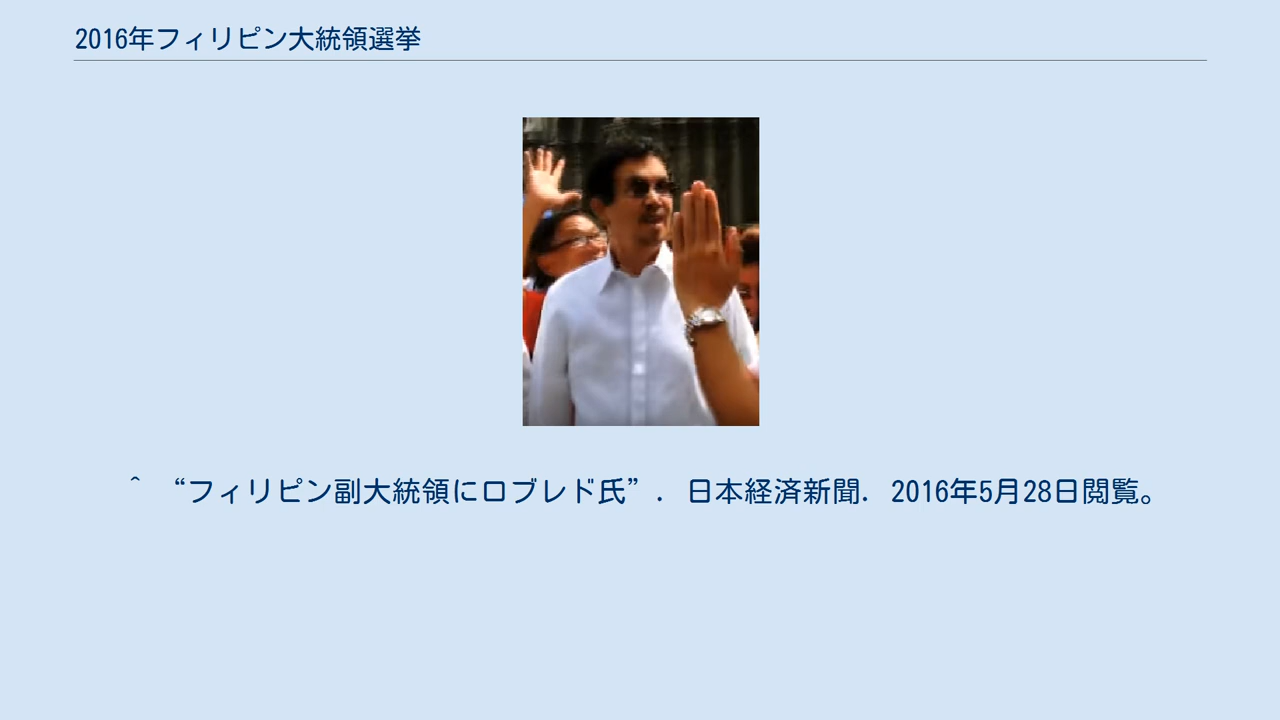 2016年フィリピン大統領選挙
^ “フィリピン副大統領にロブレド氏”. 日本経済新聞. 2016年5月28日閲覧。